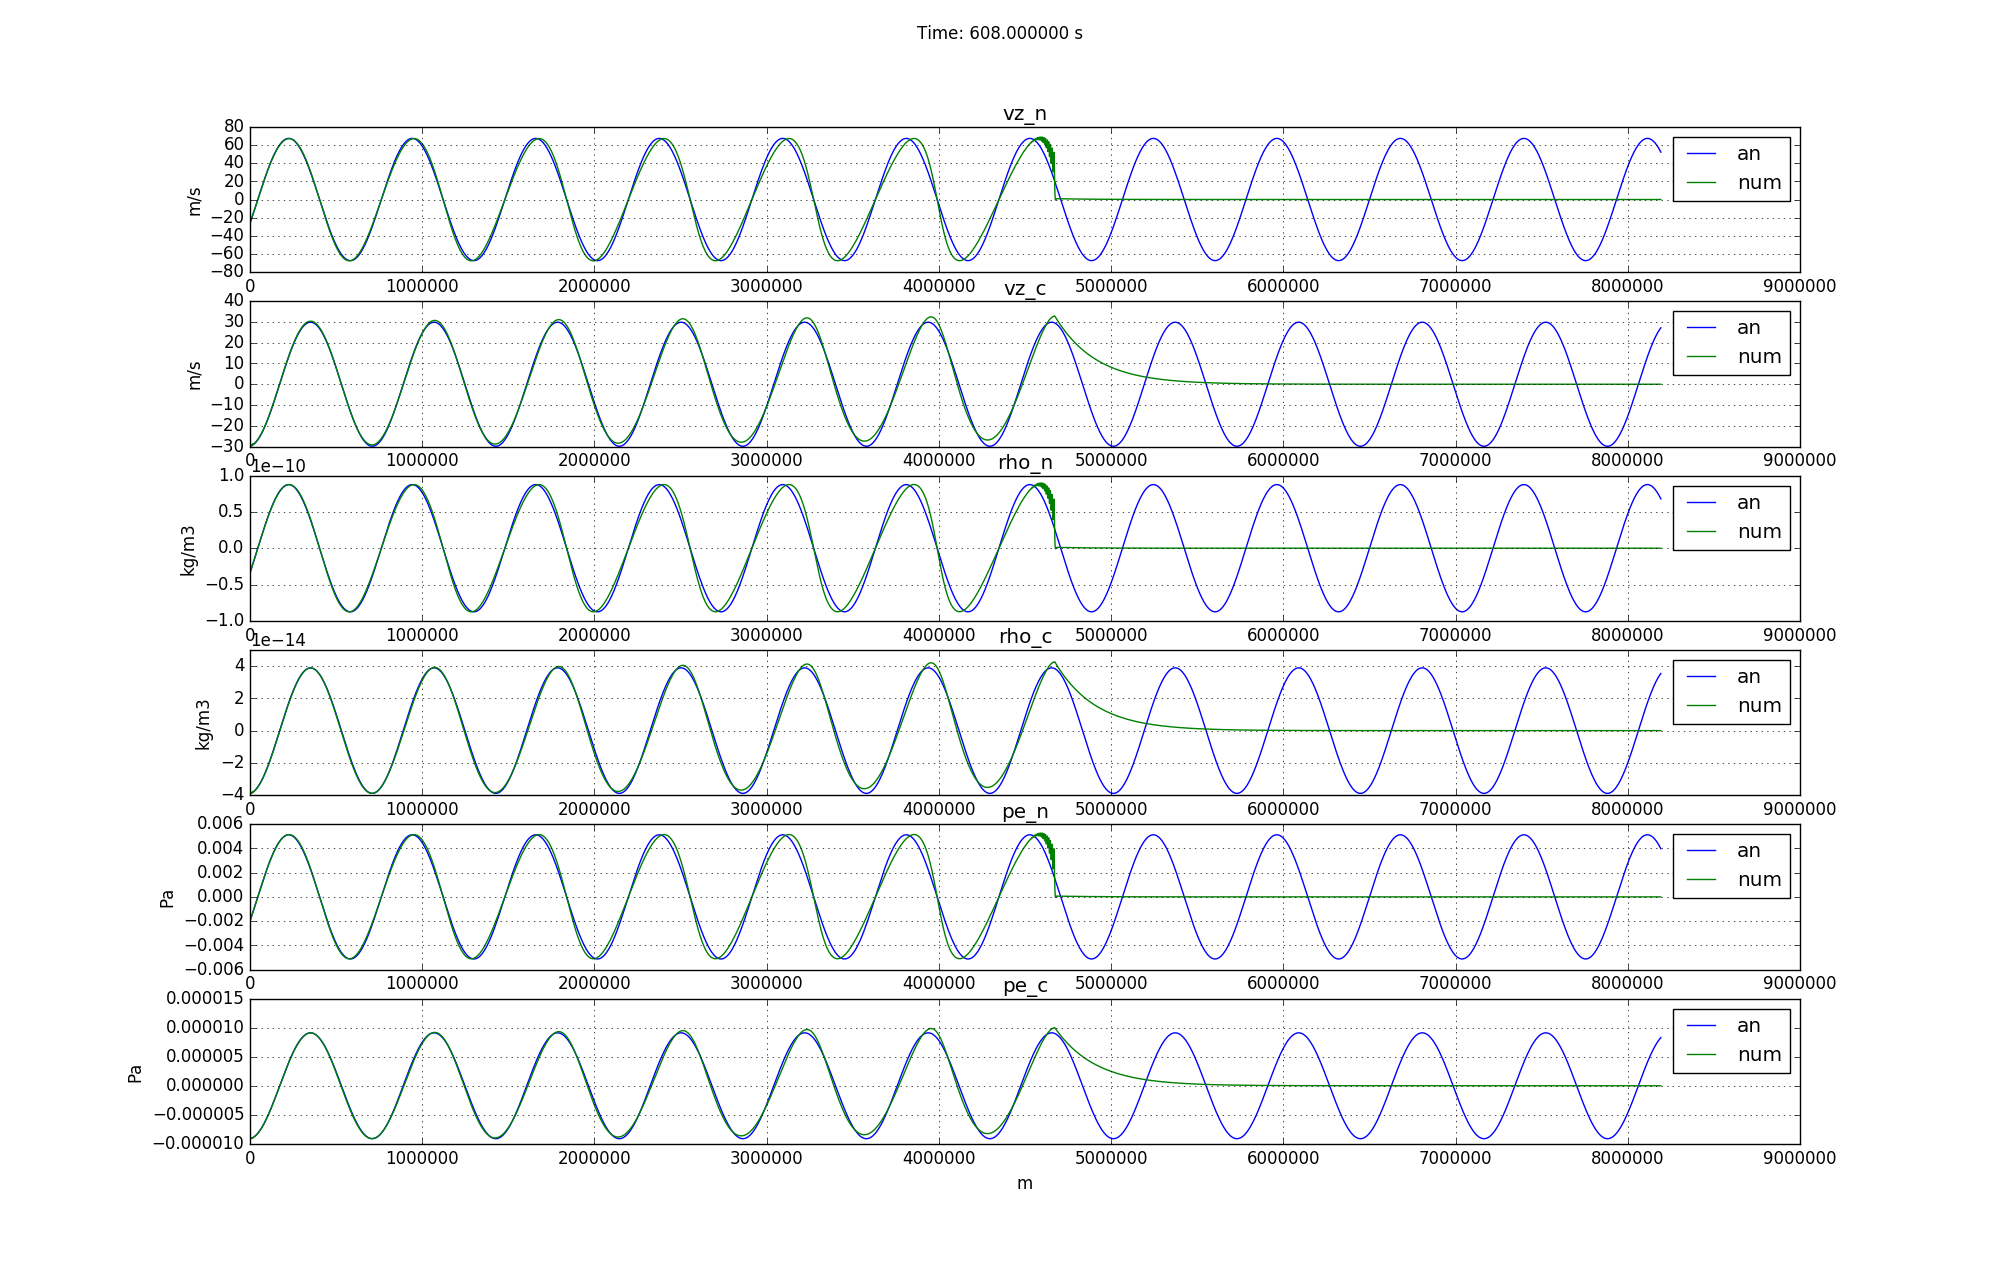 Time: 608.000000 s
vz_n
80
60
40
20
0
−20
−40
−60
−80
m/s
an
num
0 1000000 2000000 3000000 4000000 5000000 6000000 7000000 8000000 9000000
vz_c
40
30
20
10
0
−10
−20
−30
m/s
an
num
0 1000000 2000000 3000000 4000000 5000000 6000000 7000000 8000000 9000000
1e−10
rho_n
1.0
0.5
0.0
−0.5
−1.0
kg/m3
an
num
0 1000000 2000000 3000000 4000000 5000000 6000000 7000000 8000000 9000000
1e−14
rho_c
4
2
0
−2
−4
kg/m3
an
num
0 1000000 2000000 3000000 4000000 5000000 6000000 7000000 8000000 9000000
pe_n
0.006
0.004
0.002
0.000
−0.002
−0.004
−0.006
Pa
an
num
0 1000000 2000000 3000000 4000000 5000000 6000000 7000000 8000000 9000000
pe_c
0.000015
0.000010
0.000005
0.000000
−0.000005
−0.000010
Pa
an
num
0 1000000 2000000 3000000 4000000 5000000 6000000 7000000 8000000 9000000
m